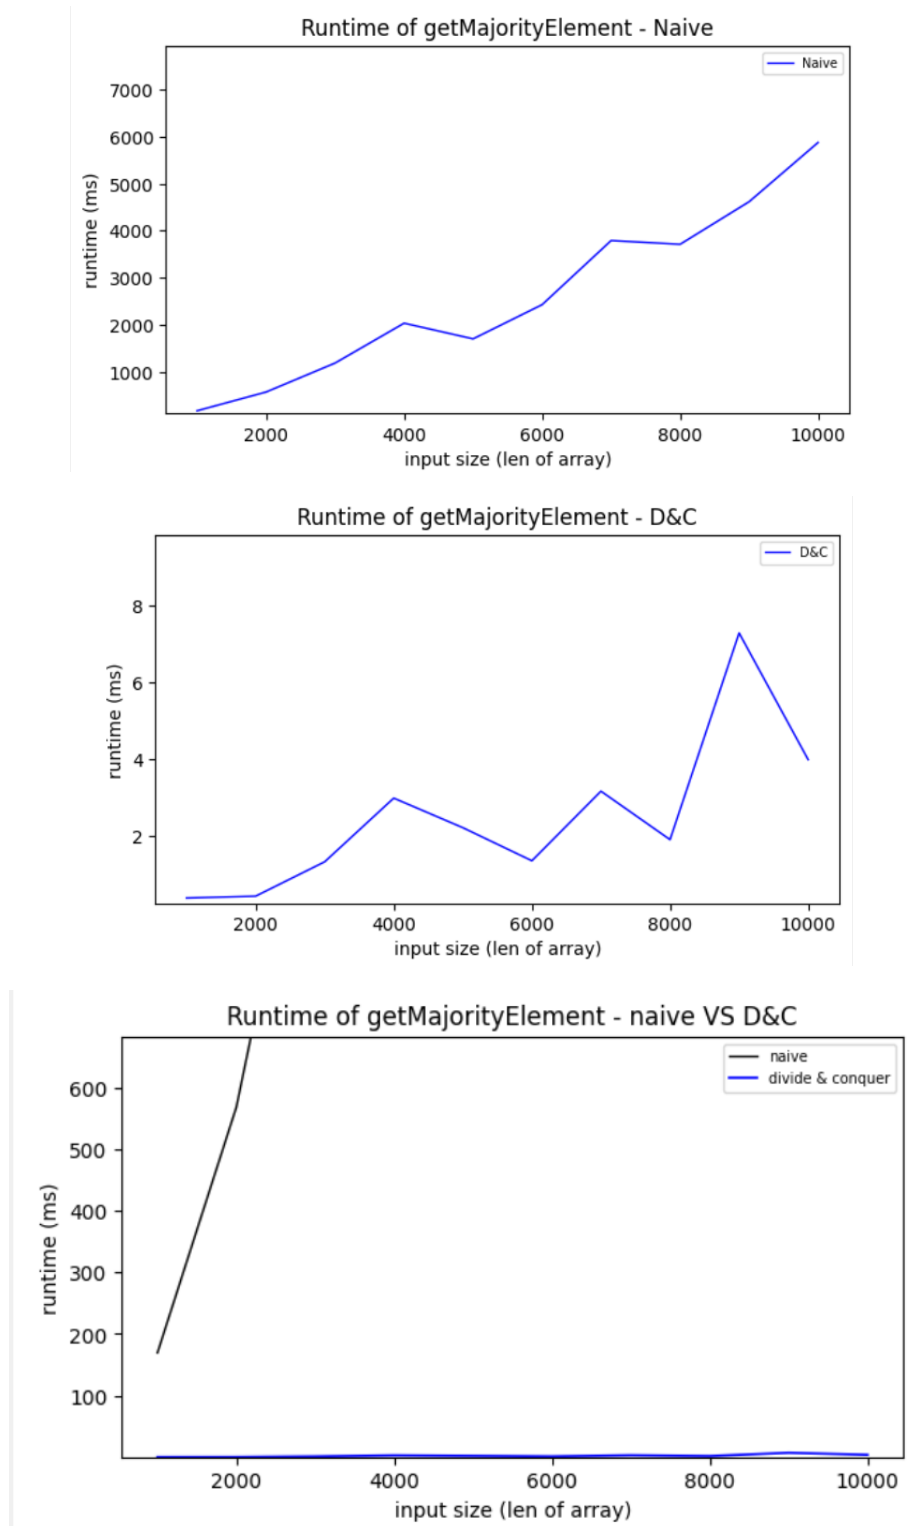 Runtime of getMajorityElement - Naive
Naive
7000
6000
5000
4000
3000
2000
1000
runtime (ms)
2000 4000 6000 8000 10000
input size (len of array)
Runtime of getMajorityElement - D&C
D&C
8
6
4
2
runtime (ms)
2000 4000 6000 8000 10000
input size (len of array)
Runtime of getMajorityElement - naive VS D&C
naive
divide & conquer
600
500
400
300
200
100
runtime (ms)
2000 4000 6000 8000 10000
input size (len of array)